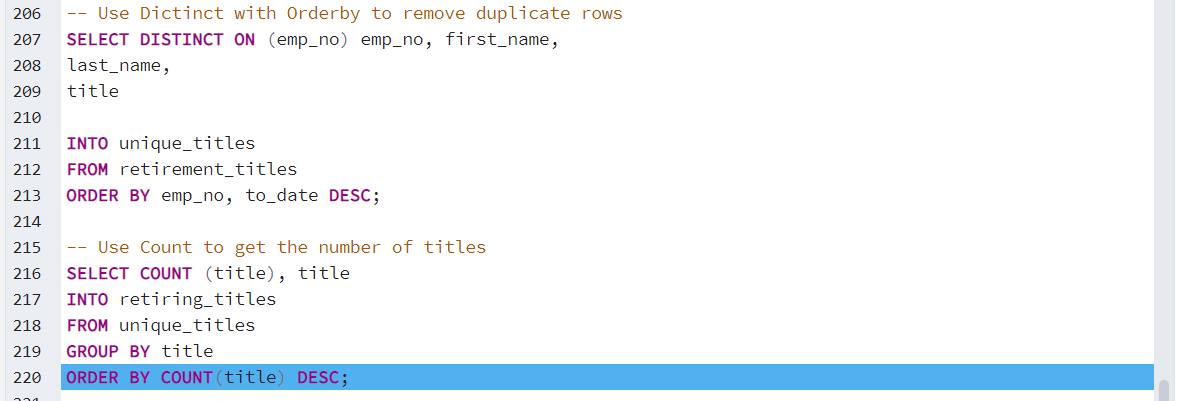 206 -- Use Dictinct with Orderby to remove duplicate rows
207 SELECT DISTINCT ON (emp_no) emp_no, first_name,
208 last_name,
209 title
210
211 INTO unique_titles
212 FROM retirement_titles
213 ORDER BY emp_no, to_date DESC;
214
215 -- Use Count to get the number of titles
216 SELECT COUNT (title), title
217 INTO retiring_titles
218 FROM unique_titles
219 GROUP BY title
220 ORDER BY COUNT(title) DESC;